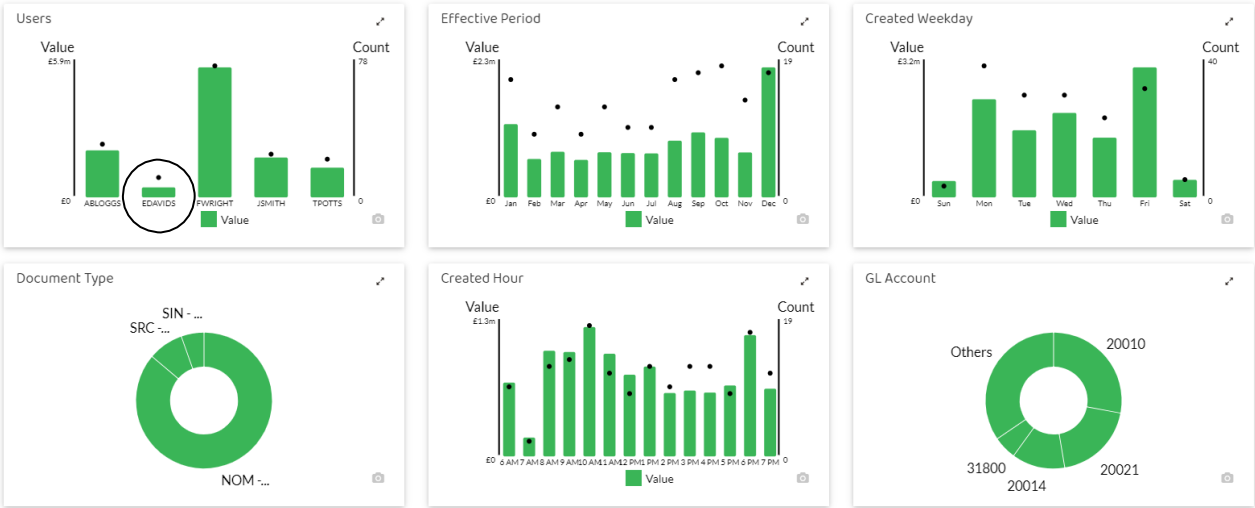 Users
Value Count
£5.9m 78
£0 0
ABLOGGS EDAVIDS FWRIGHT JSMITH TPOTTS
Value
Effective Period
Value Count
£2.3m 19
£0 0
Jan Feb Mar Apr May Jun Jul Aug Sep Oct Nov Dec
Value
Created Weekday
Value Count
£3.2m 40
£0 0
Sun Mon Tue Wed Thu Fri Sat
Value
Document Type
SIN - ...
SRC -...
NOM -...
Created Hour
Value Count
£1.3m 19
£0 0
6 AM 7 AM 8 AM 9 AM 10 AM 11 AM 12 PM 1 PM 2 PM 3 PM 4 PM 5 PM 6 PM 7 PM
Value
GL Account
Others 20010
31800 20021
20014